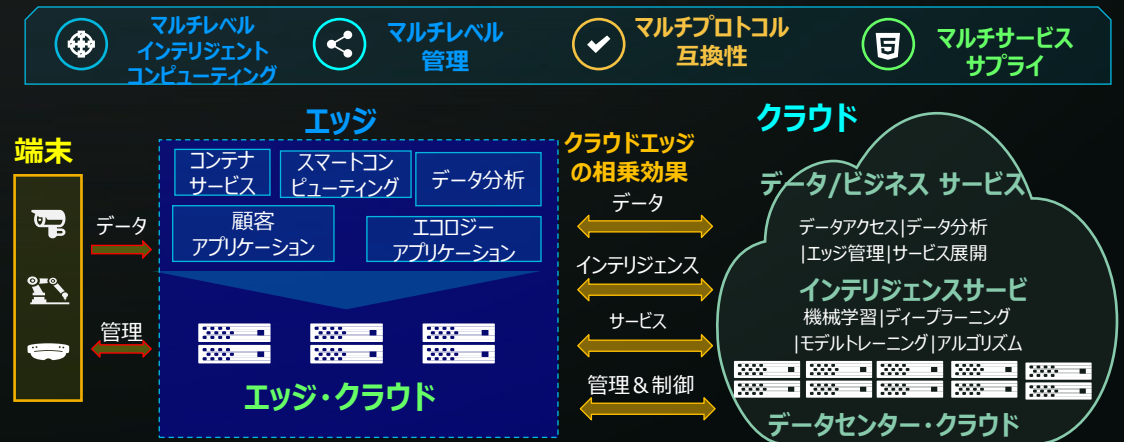 マルチレベル
インテリジェント
コンピューティング
マルチレベル
管理
マルチプロトコル
互換性
5
マルチサービス
サプライ
端末
データ
管理
エッジ
コンテナ
サービス
スマートコン
ピューティング
データ分析
顧客
アプリケーション
エコロジー
アプリケーション
エッジ・クラウド
クラウドエッジ
の相乗効果
データ
インテリジェンス
サービス
管理＆制御
クラウド
データ/ビジネス サービス
データアクセス|データ分析
|エッジ管理|サービス展開
インテリジェンスサービ
機械学習|ディープラーニング
|モデルトレーニング|アルゴリズム
データセンター・クラウド